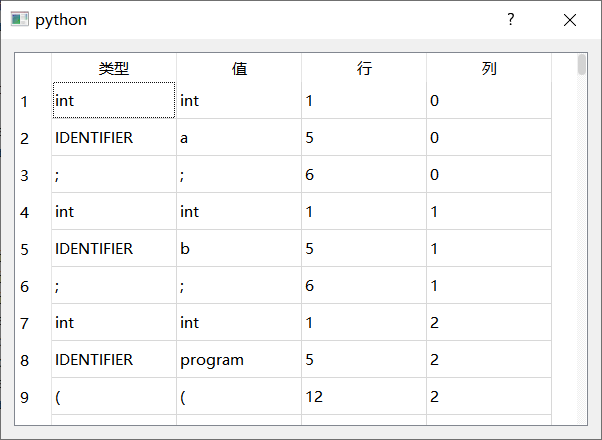 python
类型 值 行 列
1 int int 1 0
2 IDENTIFIER a 5 0
3 ; ; 6 0
4 int int 1 1
5 IDENTIFIER b 5 1
6 ; ; 6 1
7 int int 1 2
8 IDENTIFIER program 5 2
9 ( ( 12 2